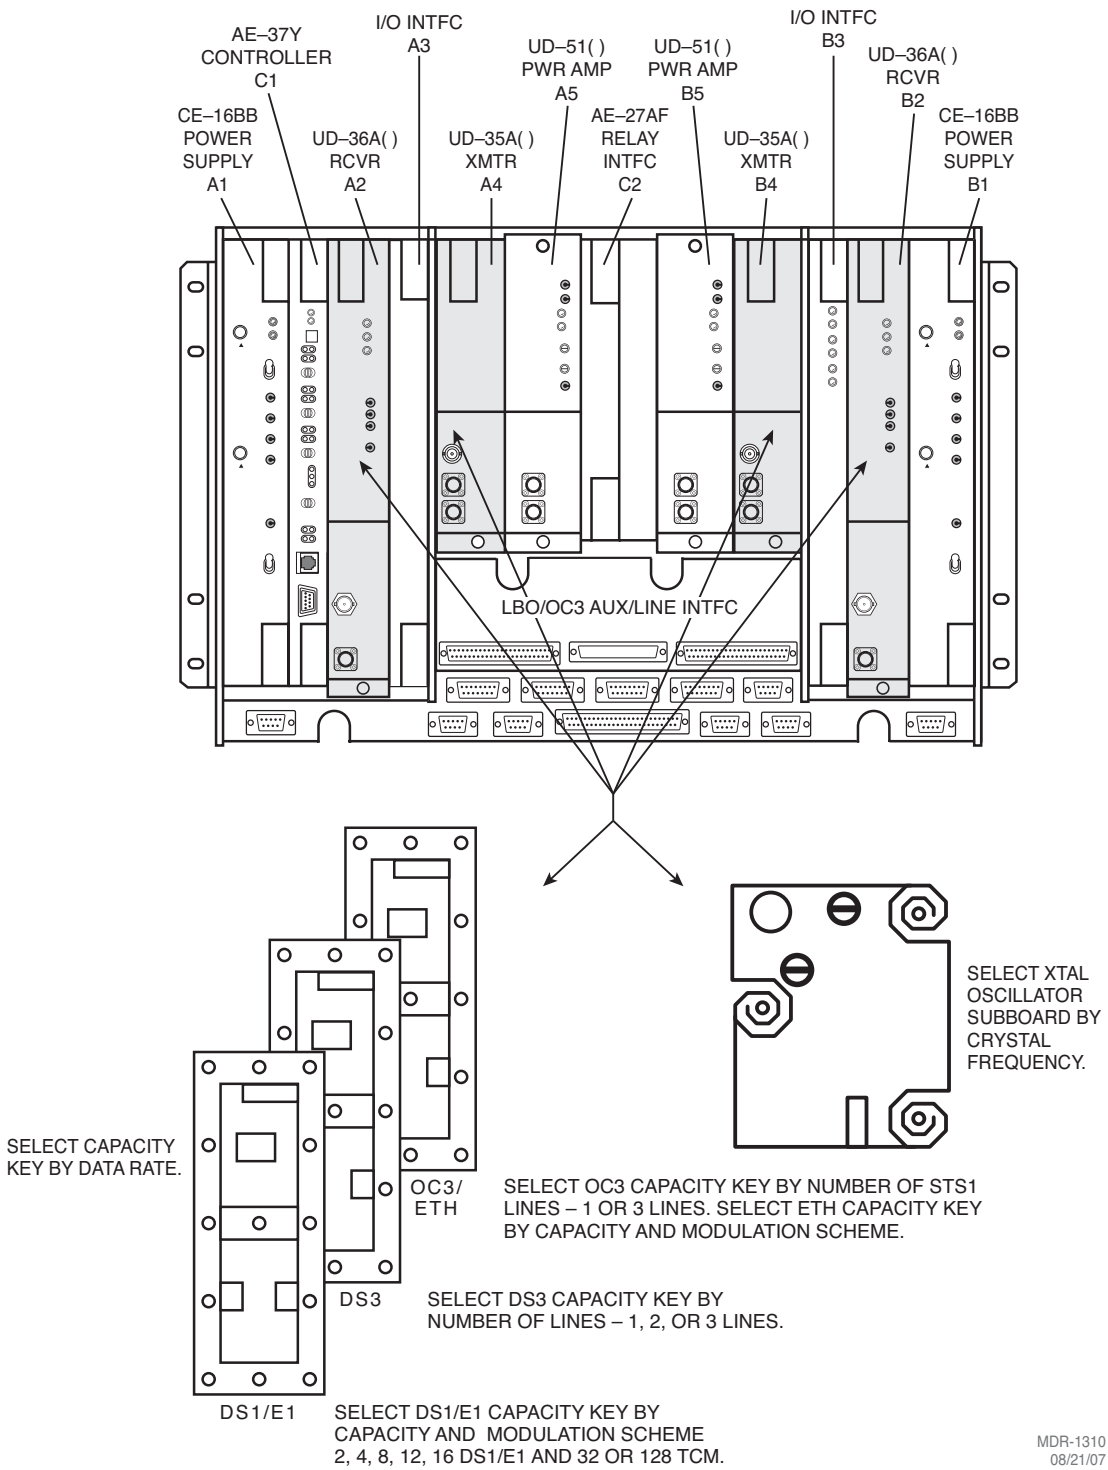 AE–37Y
CONTROLLER
C1
I/O INTFC
A3
UD–51( )
PWR AMP
A5
UD–51( )
PWR AMP
B5
I/O INTFC
B3
UD–36A( )
RCVR
B2
CE–16BB
POWER
SUPPLY
A1
UD–36A( )
RCVR
A2
UD–35A( )
XMTR
A4
AE–27AF
RELAY
INTFC
C2
UD–35A( )
XMTR
B4
CE–16BB
POWER
SUPPLY
B1
LBO/OC3 AUX/LINE INTFC
SELECT XTAL
OSCILLATOR
SUBBOARD BY
CRYSTAL
FREQUENCY.
SELECT CAPACITY
KEY BY DATA RATE.
OC3/
ETH
SELECT OC3 CAPACITY KEY BY NUMBER OF STS1
LINES – 1 OR 3 LINES. SELECT ETH CAPACITY KEY
BY CAPACITY AND MODULATION SCHEME.
DS3
SELECT DS3 CAPACITY KEY BY
NUMBER OF LINES – 1, 2, OR 3 LINES.
DS1/E1
SELECT DS1/E1 CAPACITY KEY BY
CAPACITY AND MODULATION SCHEME
2, 4, 8, 12, 16 DS1/E1 AND 32 OR 128 TCM.
MDR-1310
08/21/07